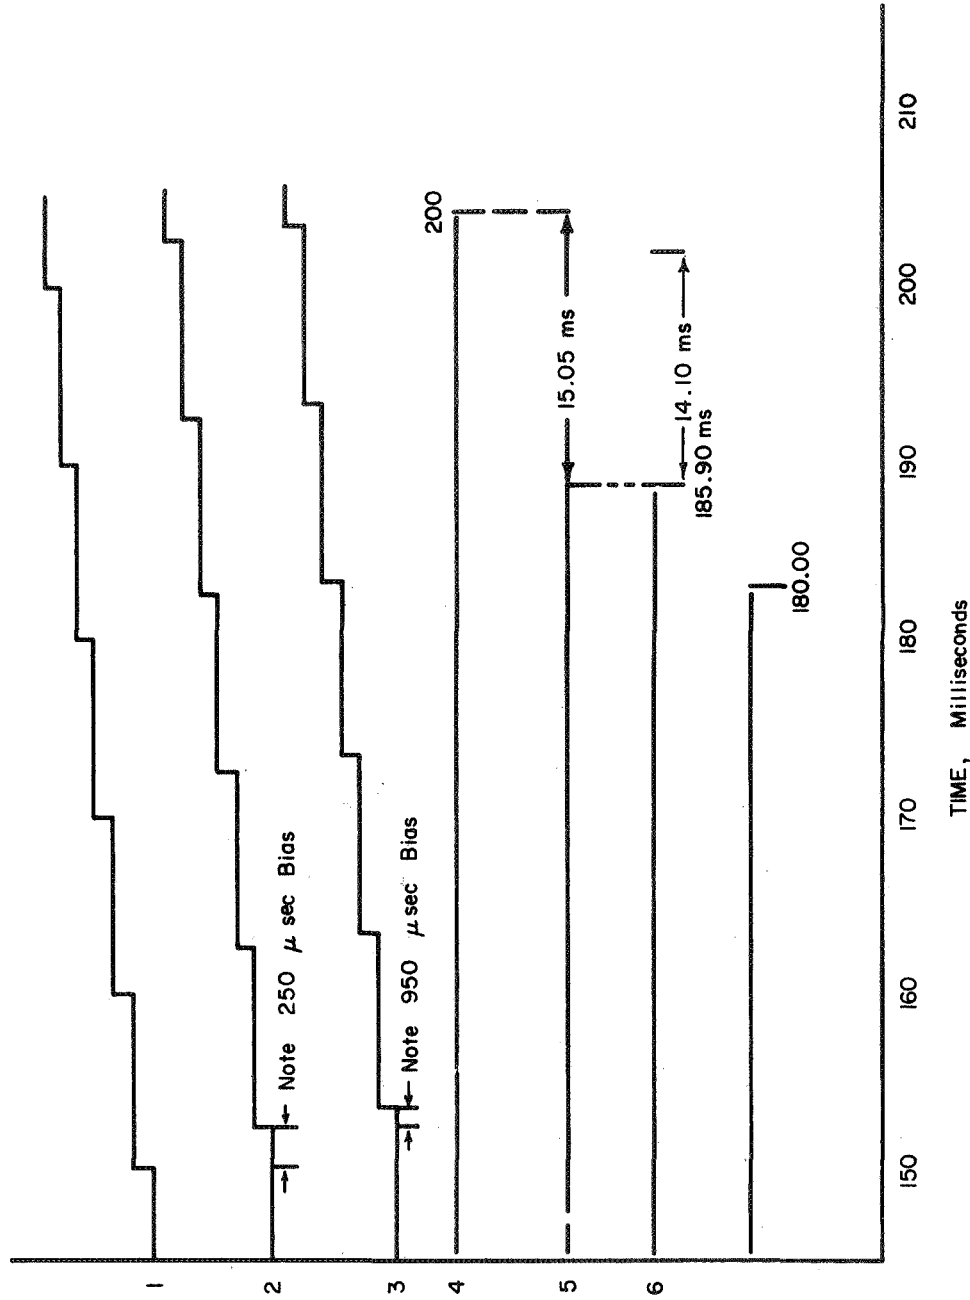 1
2
3
4
5
6
Note 250 μsec Bias
Note 950 μsec Bias
200
15.05 ms
14.10 ms
185.90 ms
180.00
150
160
170
180
190
200
210
TIME, Milliseconds